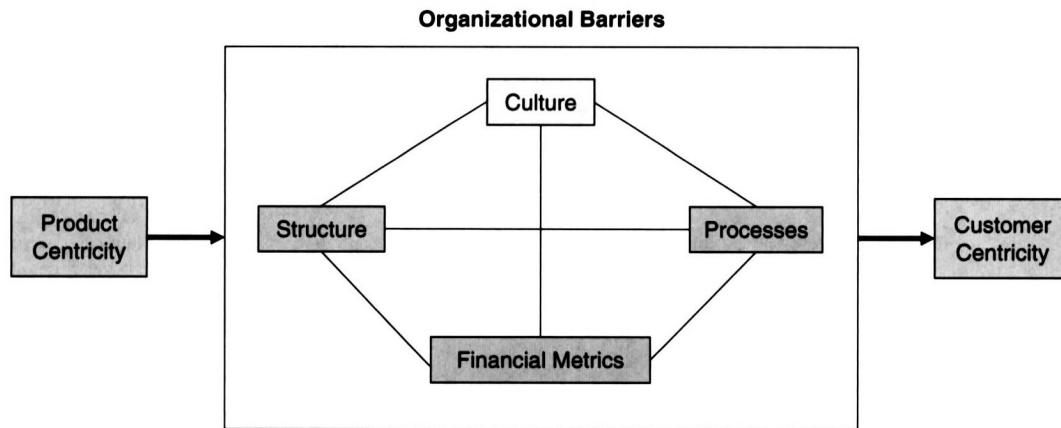 Organizational Barriers
Culture
Product
Centricity
Structure
Processes
Customer
Centricity
Financial Metrics